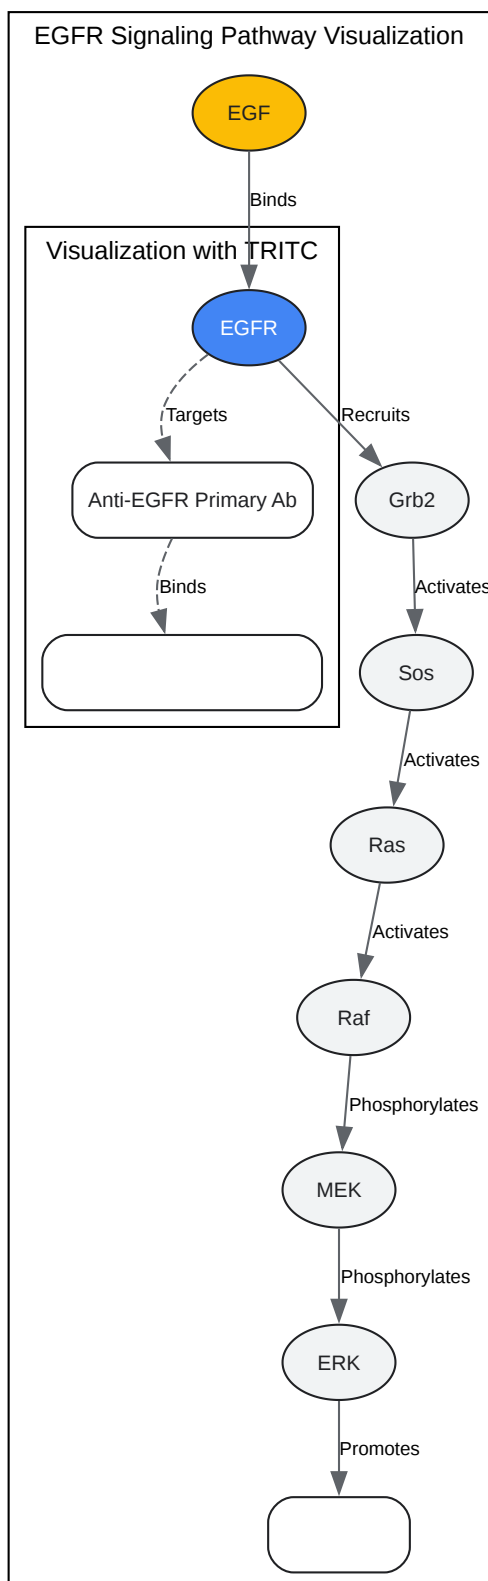 EGFR Signaling Pathway Visualization
EGF
Binds
Visualization with TRITC
EGFR
Targets
Recruits
Anti-EGFR Primary Ab
Grb2
Binds
Activates
Sos
Activates
Ras
Activates
Raf
Phosphorylates
MEK
Phosphorylates
ERK
Promotes